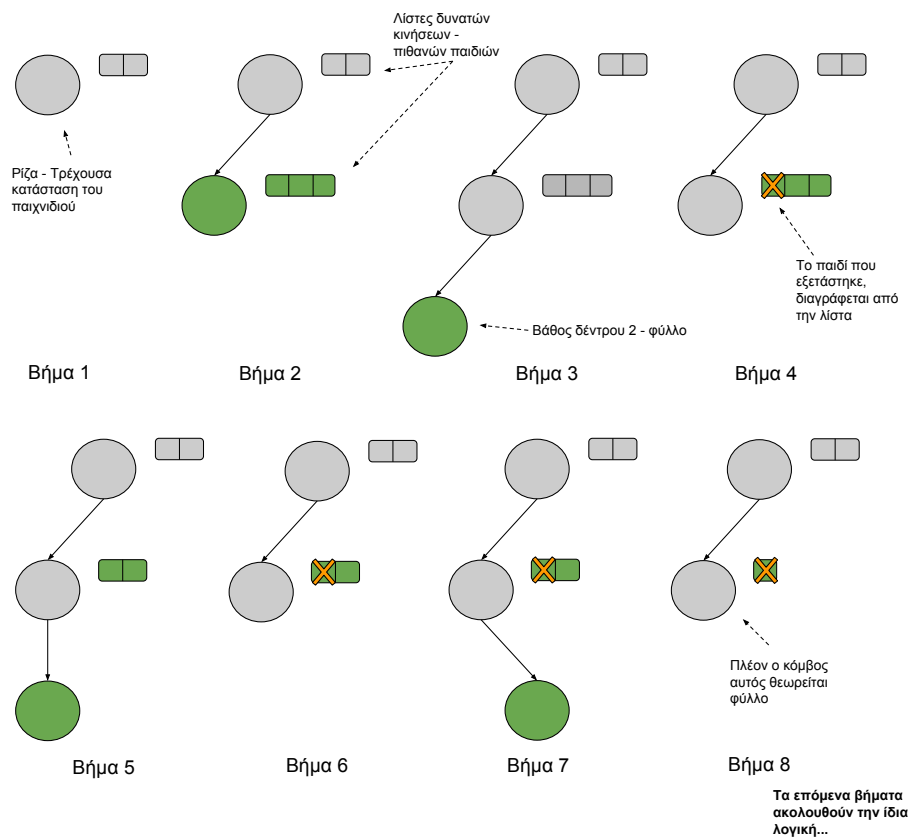 Λίστες δυνατών
κινήσεων -
πιθανών παιδιών
Ρίζα - Τρέχουσα
κατάσταση του
παιχνιδιού
Το παιδί που
εξετάστηκε,
διαγράφεται από
την λίστα
Βάθος δέντρου 2 - φύλλο
Βήμα 1
Βήμα 2
Βήμα 3
Βήμα 4
Πλέον ο κόμβος
αυτός θεωρείται
φύλλο
Βήμα 5
Βήμα 6
Βήμα 7
Βήμα 8
Τα επόμενα βήματα
ακολουθούν την ίδια
λογική...